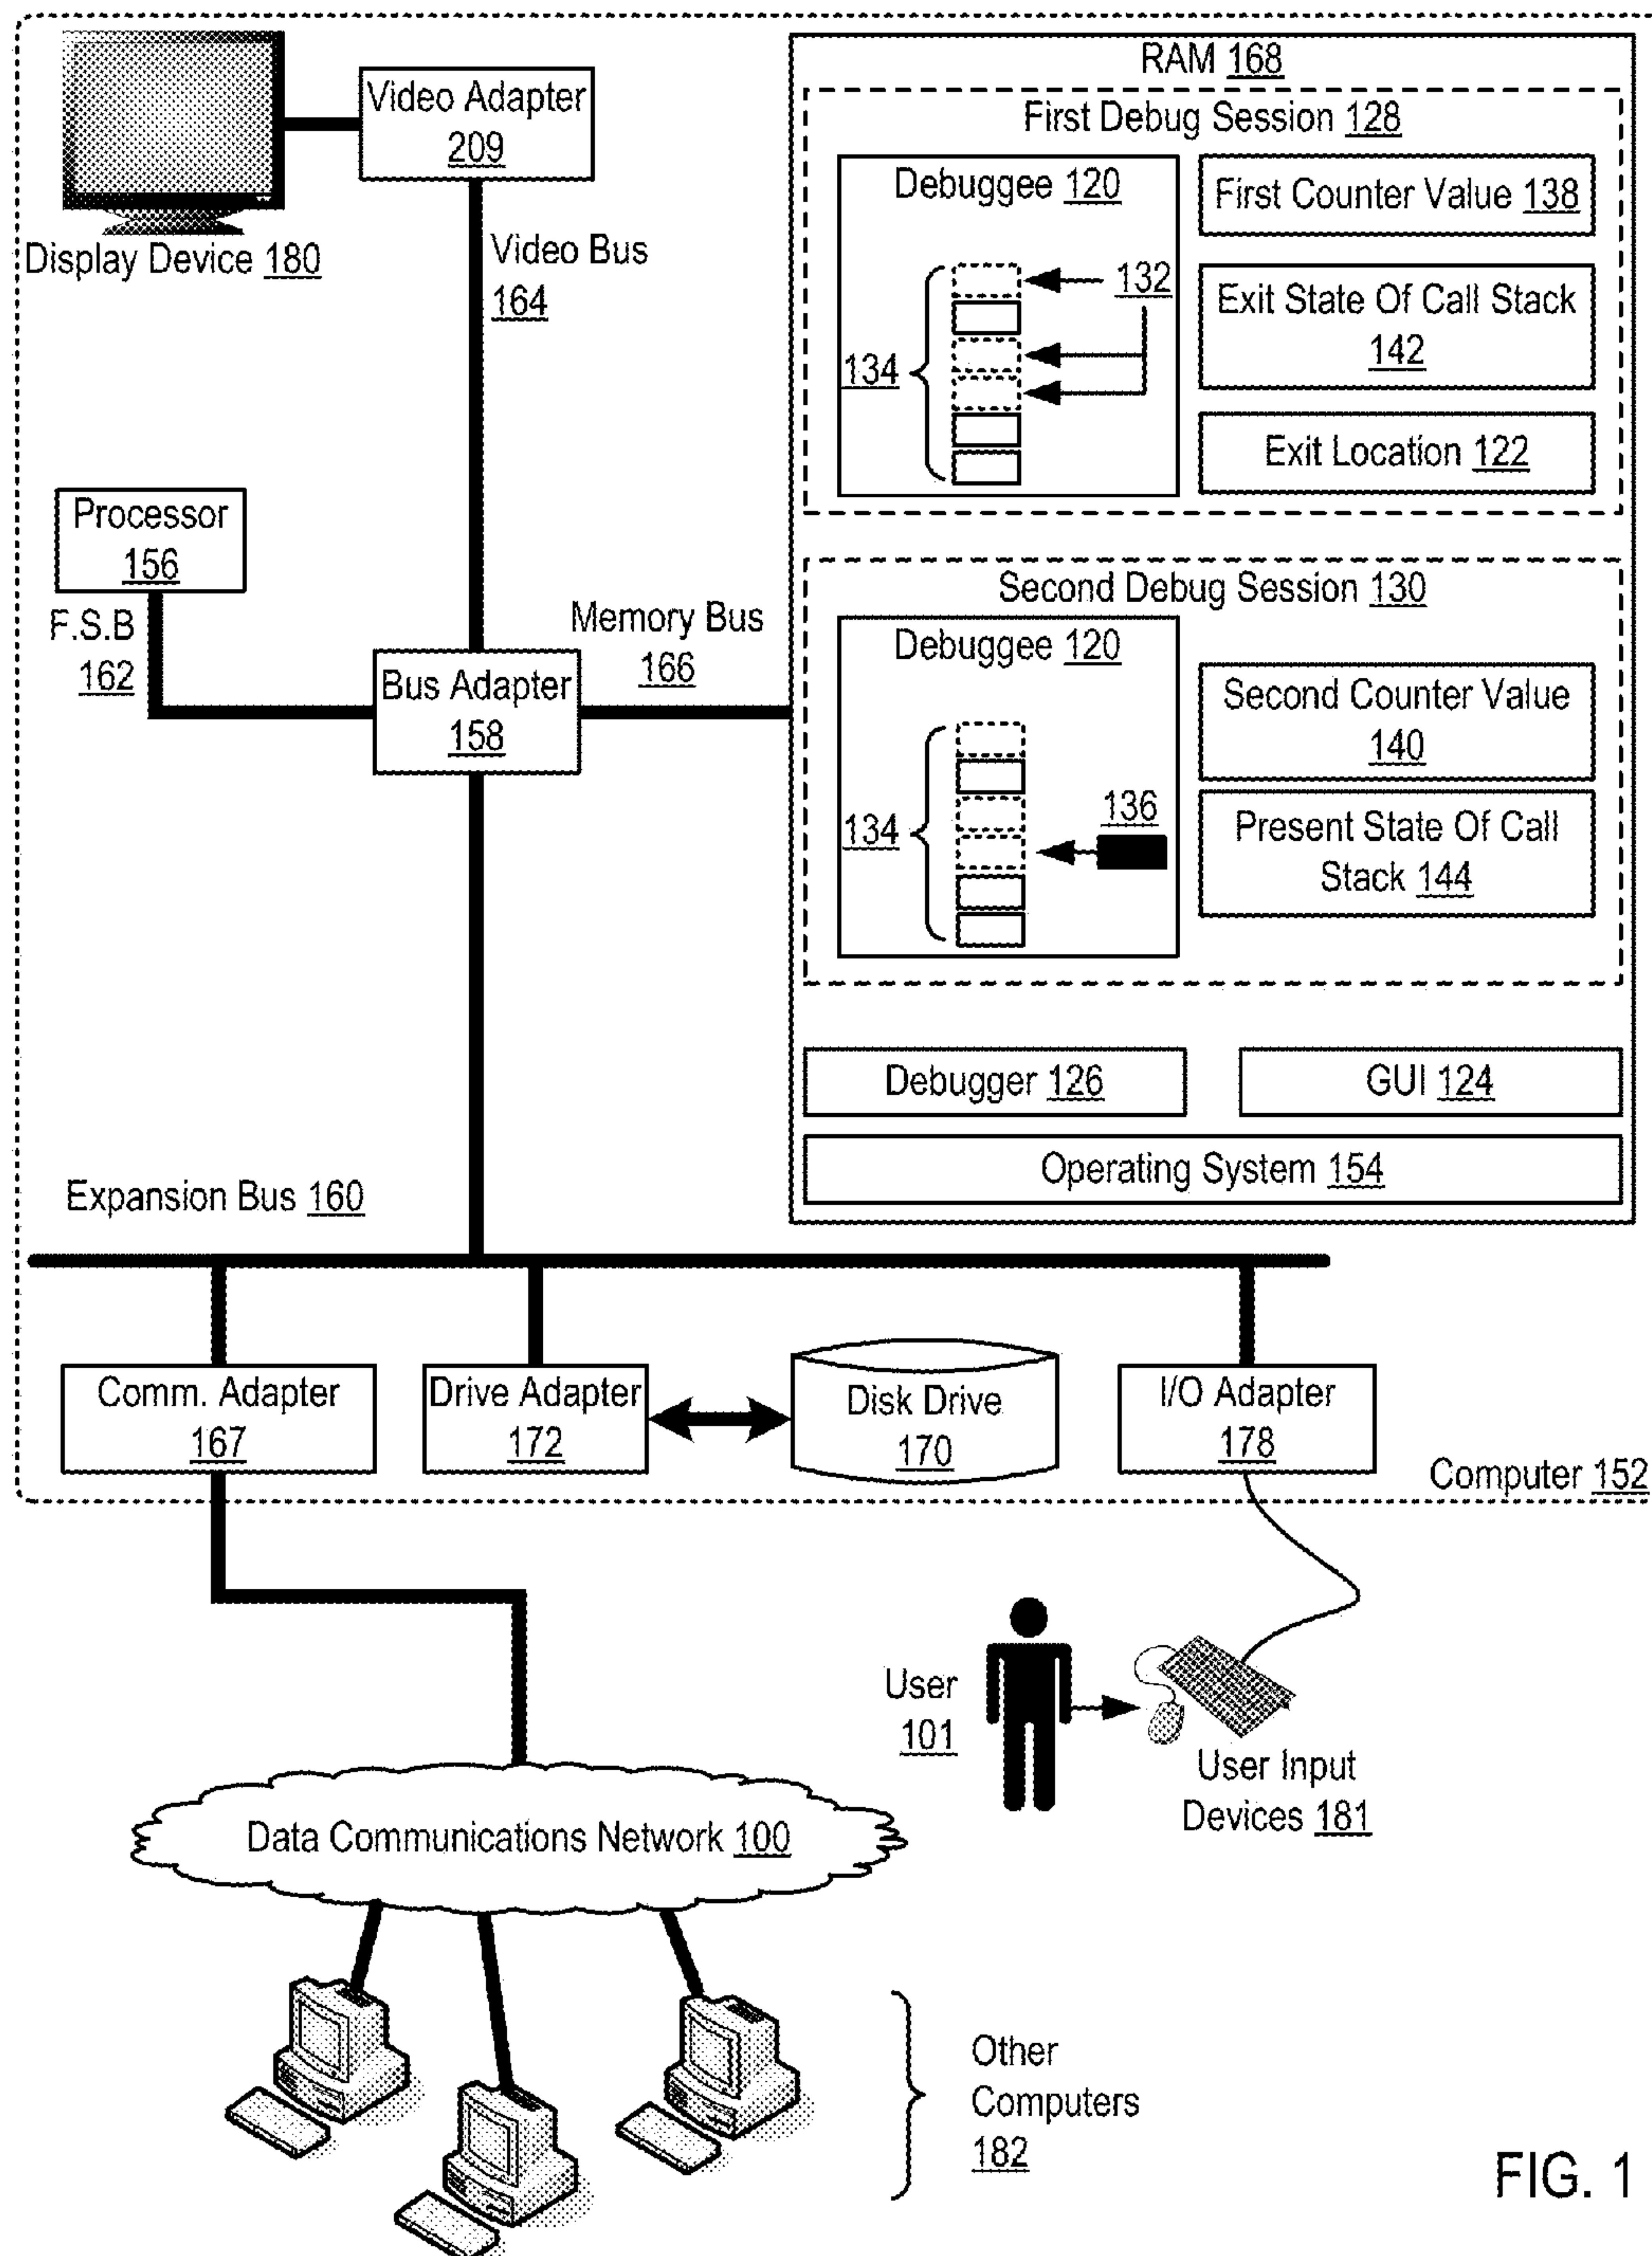 RAM 168
First Debug Session 128
Video Adapter
209
Debuggee 120
First Counter Value 138
Display Device 180
Video Bus
164
132
Exit State Of Call Stack
142
134
Exit Location 122
Processor
156
Second Debug Session 130
F.S.B
162
Memory Bus
166
Debuggee 120
Bus Adapter
158
Second Counter Value
140
136
134
Present State Of Call
Stack 144
Debugger 126
GUI 124
Operating System 154
Expansion Bus 160
Comm. Adapter
167
Drive Adapter
172
Disk Drive
170
I/O Adapter
178
Computer 152
User
101
User Input
Devices 181
Data Communications Network 100
Other
Computers
182
FIG. 1